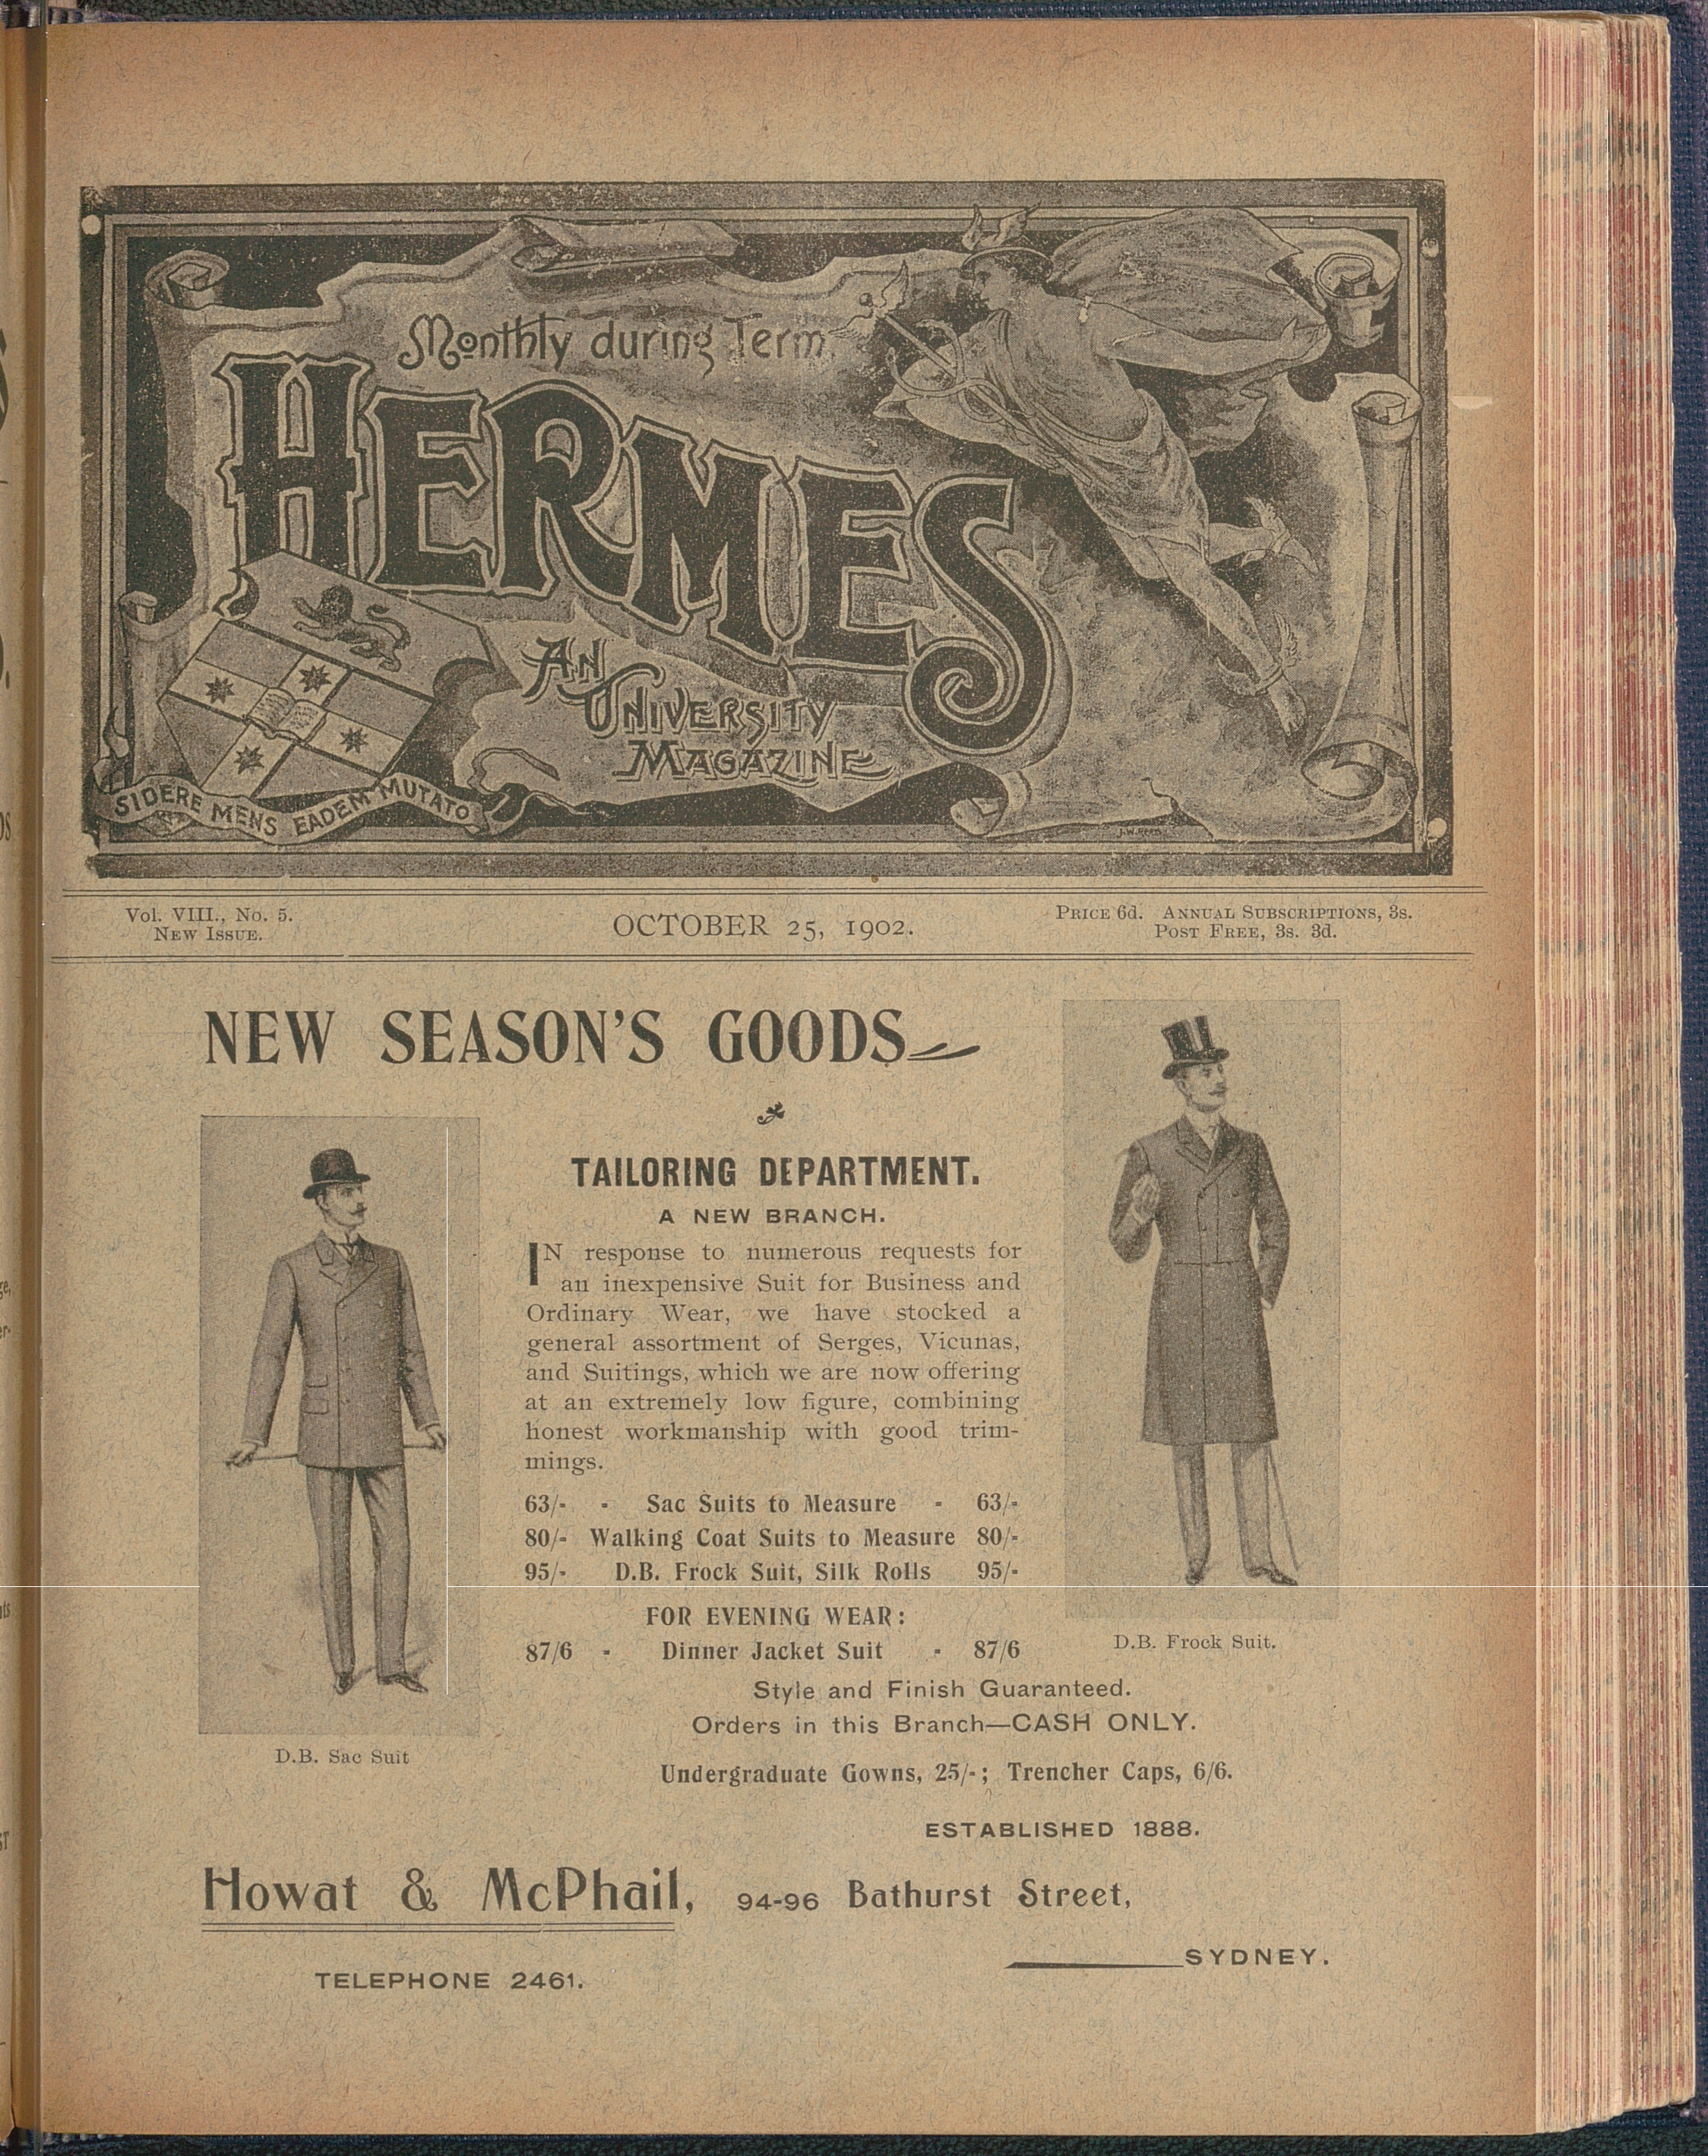 Monthly during Term
HERMES
AN
UNIVERSITY
MAGAZINE
SIDERE MENS EADEM MUTATO
Vol. VIII., No. 5.
NEW ISSUE.
OCTOBER 25, 1902.
PRICE 6d. ANNUAL SUBSCRIPTIONS, 3s.
POST FREE, 3s. 3d.
NEW SEASON'S GOODS
TAILORING DEPARTMENT.
A NEW BRANCH.
IN response to numerous requests for
an inexpensive Suit for Business and
Ordinary Wear, we have stocked a
general assortment of Serges, Vicunas,
and Suitings, which we are now offering
at an extremely low figure, combining
honest workmanship with good trim-
mings.
63/- - Sac Suits to Measure - 63/-
80/- Walking Coat Suits to Measure 80/-
95/- D.B. Frock Suit, Silk Rolls 95/-
FOR EVENING WEAR:
87/6 - Dinner Jacket Suit - 87/6
D.B. Frock Suit.
Style and Finish Guaranteed.
Orders in this Branch—CASH ONLY.
D.B. Sac Suit
Undergraduate Gowns, 25/-; Trencher Caps, 6/6.
ESTABLISHED 1888.
Howat & McPhail, 94-96 Bathurst Street,
SYDNEY.
TELEPHONE 2461.